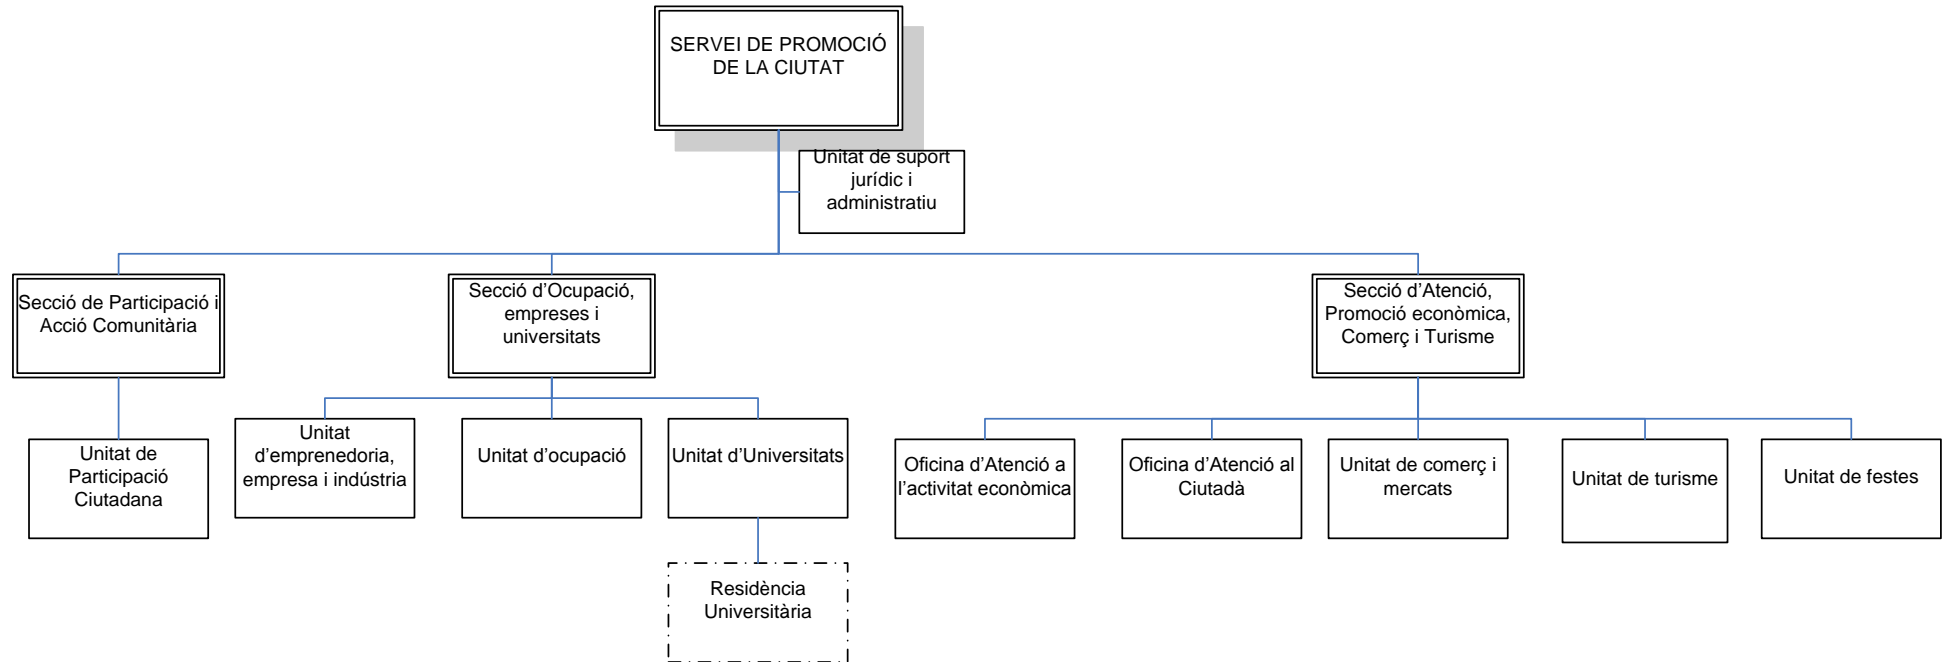 SERVEI DE PROMOCIÓ
DE LA CIUTAT
Unitat de suport
jurídic i
administratiu
Secció de Participació i
Acció Comunitària
Secció d’Ocupació,
empreses i
universitats
Secció d’Atenció,
Promoció econòmica,
Comerç i Turisme
Unitat de
Participació
Ciutadana
Unitat
d’emprenedoria,
empresa i indústria
Unitat d’ocupació
Unitat d’Universitats
Oficina d’Atenció a
l’activitat econòmica
Oficina d’Atenció al
Ciutadà
Unitat de comerç i
mercats
Unitat de turisme
Unitat de festes
Residència
Universitària